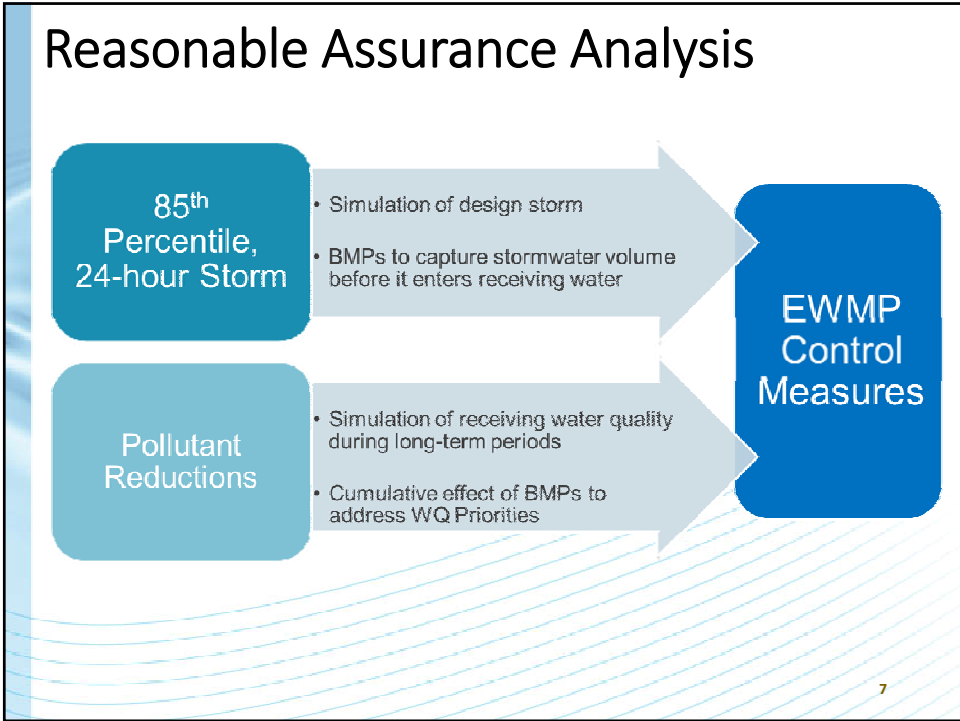 Reasonable Assurance Analysis
85th
Percentile,
24-hour Storm
• Simulation of design storm
• BMPs to capture stormwater volume
before it enters receiving water
Pollutant
Reductions
• Simulation of receiving water quality
during long-term periods
• Cumulative effect of BMPs to
address WQ Priorities
EWMP
Control
Measures
7